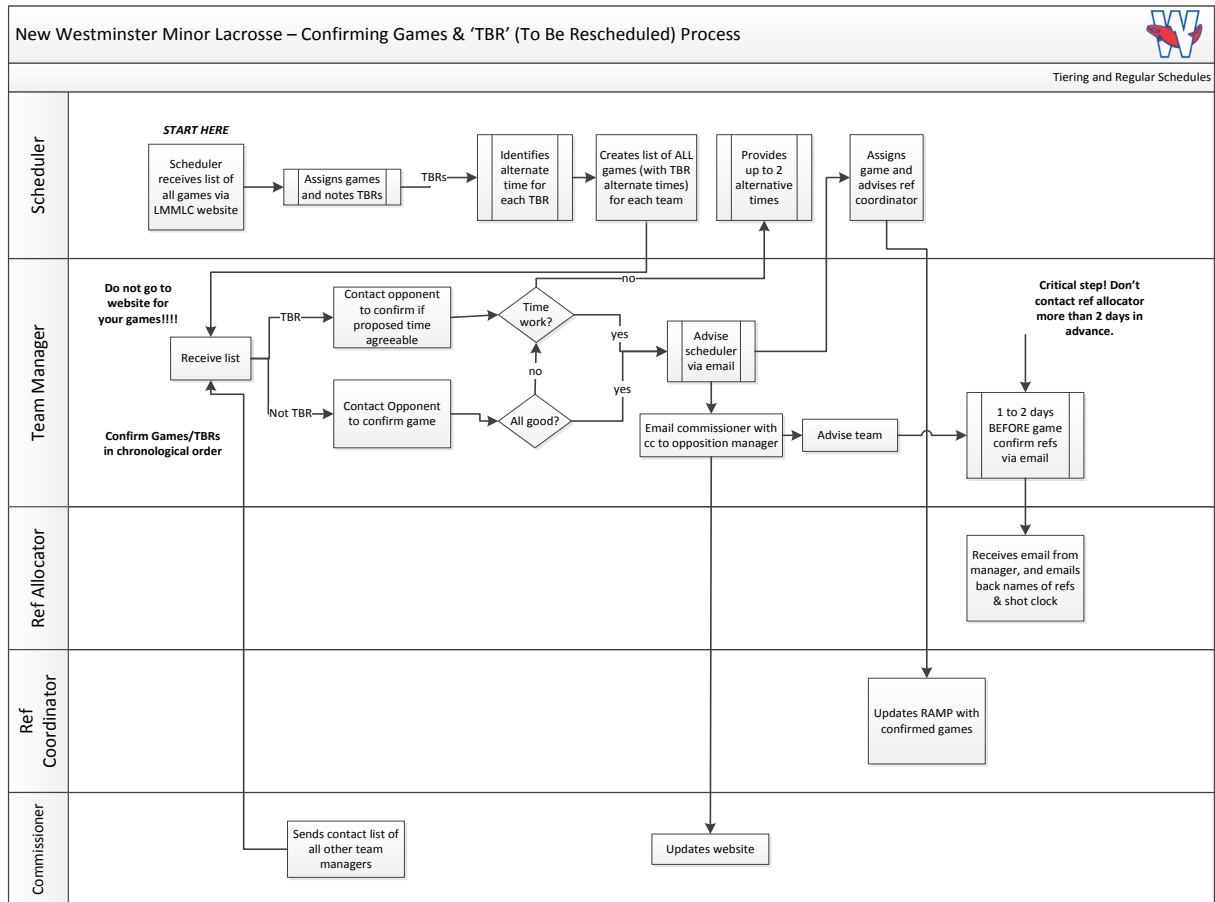 New Westminster Minor Lacrosse – Confirming Games & 'TBR' (To Be Rescheduled) Process
W
Tiering and Regular Schedules
Scheduler
START HERE
Scheduler
receives list of
all games via
LMMLC website
Assigns games
and notes TBRs
TBRs
Identifies
alternate
time for
each TBR
Creates list of ALL
games (with TBR
alternate times)
for each team
Provides
up to 2
alternative
times
Assigns
game and
advises ref
coordinator
Team Manager
Do not go to
website for
your games!!!!
Receive list
Confirm Games/TBRs
in chronological order
TBR
Contact opponent
to confirm if
proposed time
agreeable
Time
work?
no
yes
Not TBR
Contact Opponent
to confirm game
All good?
no
yes
Advise
scheduler
via email
Email commissioner with
cc to opposition manager
Advise team
Critical step! Don't
contact ref allocator
more than 2 days in
advance.
1 to 2 days
BEFORE game
confirm refs
via email
Ref Allocator
Receives email from
manager, and emails
back names of refs
& shot clock
Ref
Coordinator
Updates RAMP with
confirmed games
Commissioner
Sends contact list of
all other team
managers
Updates website